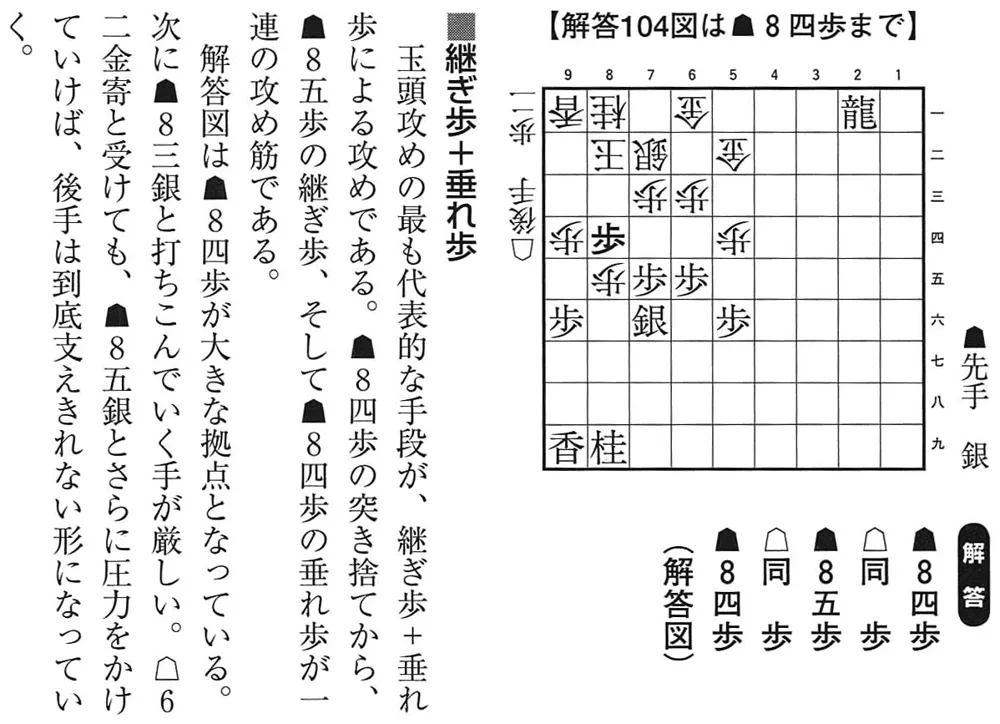 【解答104図は☗8四歩まで】
9 8 7 6 5 4 3 2 1
香 桂 金 龍 一
王 銀 金 二
歩 歩 三
歩 歩 歩 四
歩 歩 歩 五
歩 銀 歩 六
七
八
香 桂 九
☖後手 歩二
☗先手 銀
解答
☗8四歩
☖同 歩
☗8五歩
☖同 歩
☗8四歩
(解答図)
■継ぎ歩＋垂れ歩
玉頭攻めの最も代表的な手段が、継ぎ歩＋垂れ
歩による攻めである。☗8四歩の突き捨てから、
☗8五歩の継ぎ歩、そして☗8四歩の垂れ歩が一
連の攻め筋である。
解答図は☗8四歩が大きな拠点となっている。
次に☗8三銀と打ちこんでいく手が厳しい。☖6
二金寄と受けても、☗8五銀とさらに圧力をかけ
ていけば、後手は到底支えきれない形になってい
く。